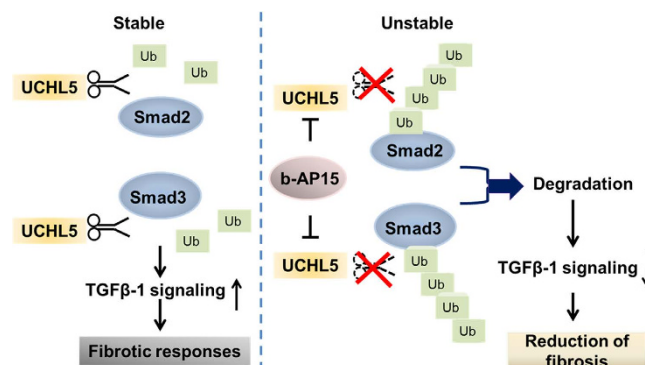 Stable
Ub
Ub
UCHL5
Smad2
Smad3
UCHL5
Ub
Ub
TGFβ-1 signaling
Fibrotic responses
Unstable
Ub
Ub
Ub
Ub
UCHL5
Smad2
b-AP15
Degradation
Smad3
UCHL5
Ub
Ub
Ub
Ub
TGFβ-1 signaling
Reduction of
fibrosis